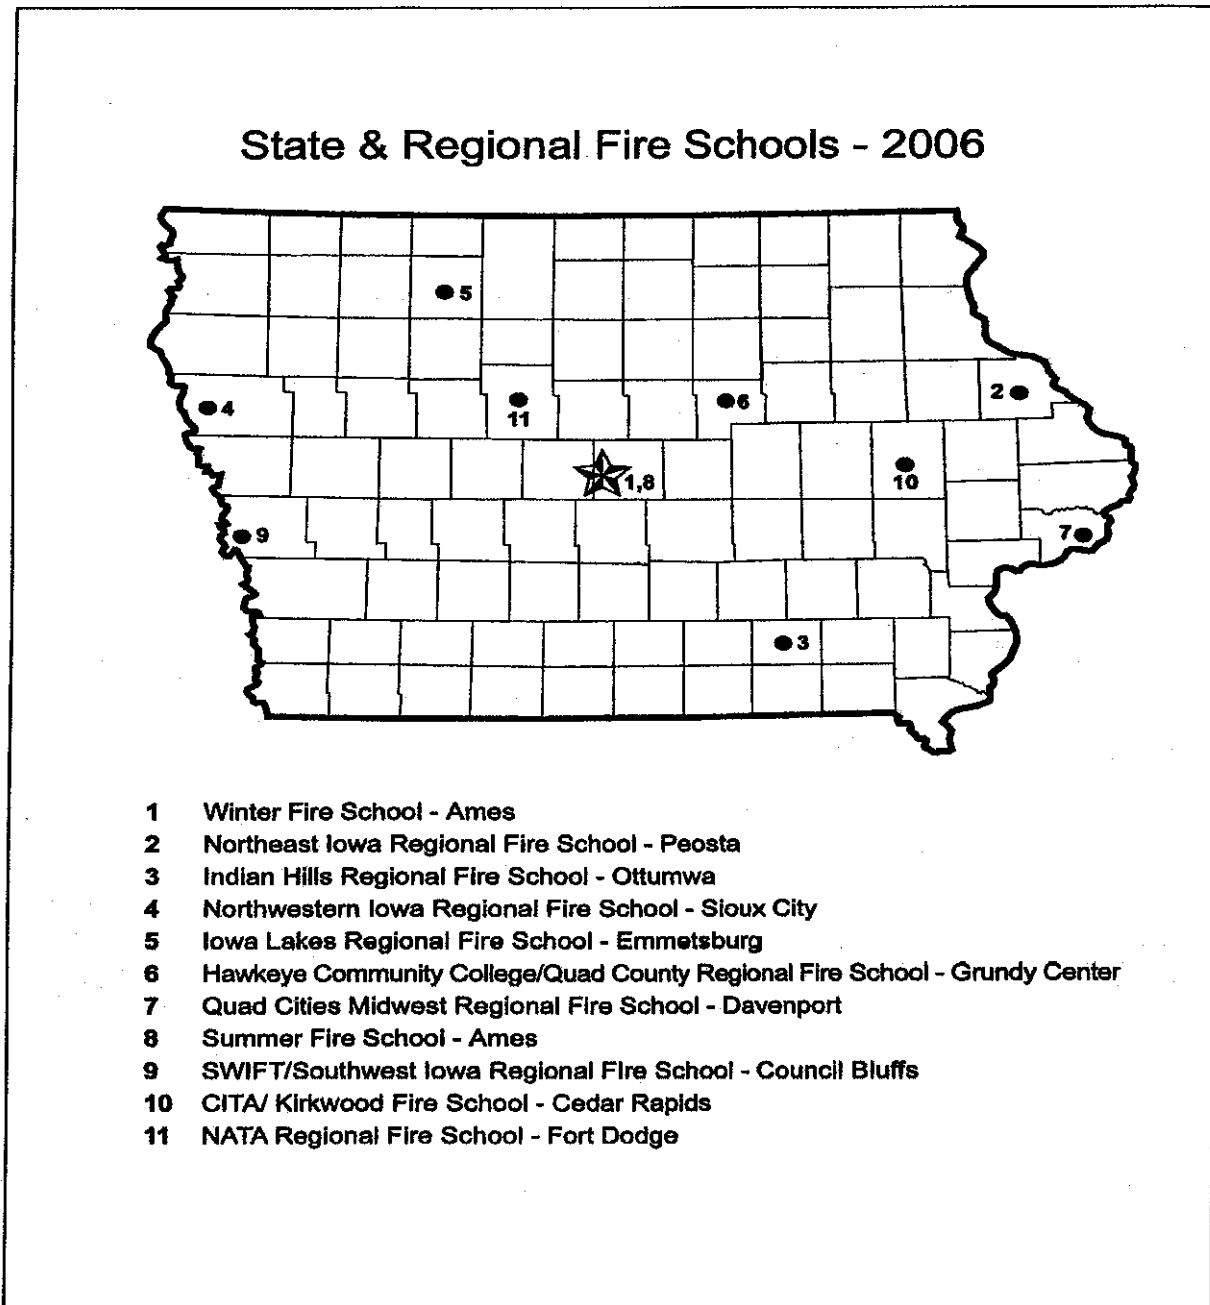 State & Regional Fire Schools - 2006
5
4
11
6
2
1,8
10
9
7
3
1 Winter Fire School - Ames
2 Northeast Iowa Regional Fire School - Peosta
3 Indian Hills Regional Fire School - Ottumwa
4 Northwestern Iowa Regional Fire School - Sioux City
5 Iowa Lakes Regional Fire School - Emmetsburg
6 Hawkeye Community College/Quad County Regional Fire School - Grundy Center
7 Quad Cities Midwest Regional Fire School - Davenport
8 Summer Fire School - Ames
9 SWIFT/Southwest Iowa Regional Fire School - Council Bluffs
10 CITA/ Kirkwood Fire School - Cedar Rapids
11 NATA Regional Fire School - Fort Dodge